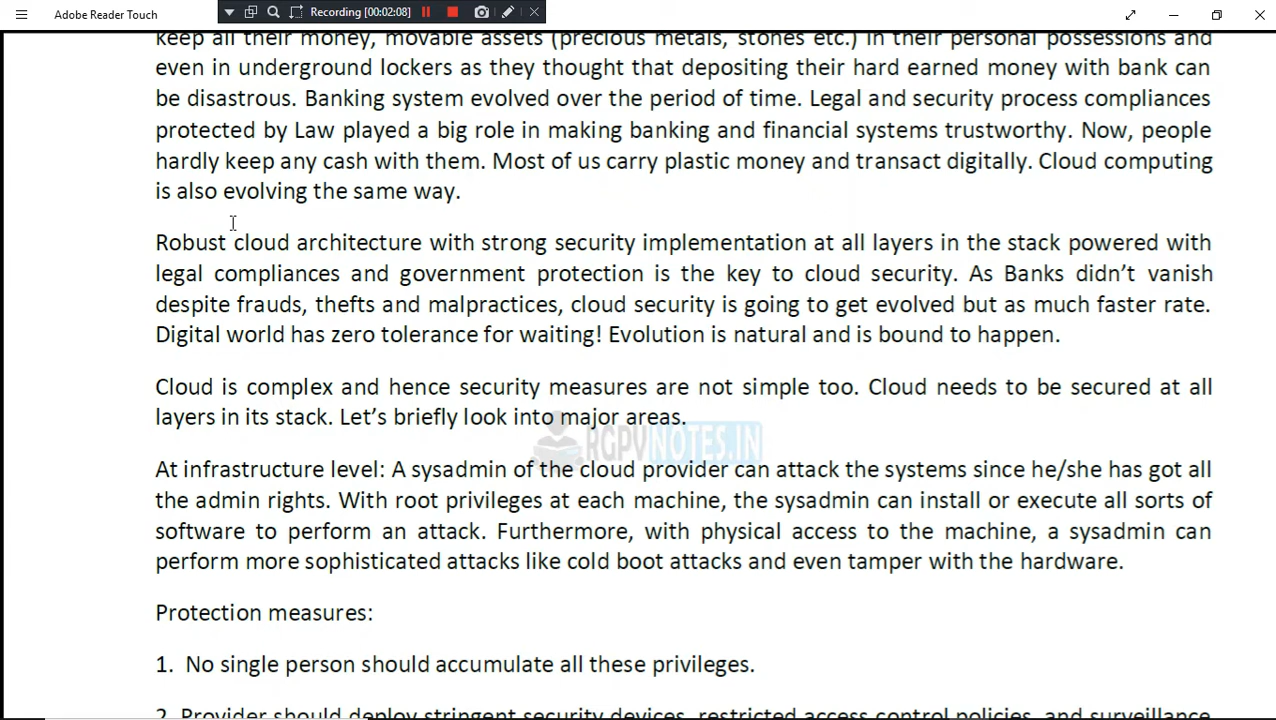 Adobe Reader Touch
Recording [00:02:08]
keep all their money, movable assets (precious metals, stones etc.) in their personal possessions and
even in underground lockers as they thought that depositing their hard earned money with bank can
be disastrous. Banking system evolved over the period of time. Legal and security process compliances
protected by Law played a big role in making banking and financial systems trustworthy. Now, people
hardly keep any cash with them. Most of us carry plastic money and transact digitally. Cloud computing
is also evolving the same way.
Robust cloud architecture with strong security implementation at all layers in the stack powered with
legal compliances and government protection is the key to cloud security. As Banks didn’t vanish
despite frauds, thefts and malpractices, cloud security is going to get evolved but as much faster rate.
Digital world has zero tolerance for waiting! Evolution is natural and is bound to happen.
Cloud is complex and hence security measures are not simple too. Cloud needs to be secured at all
layers in its stack. Let’s briefly look into major areas.
RGPVNOTES.IN
At infrastructure level: A sysadmin of the cloud provider can attack the systems since he/she has got all
the admin rights. With root privileges at each machine, the sysadmin can install or execute all sorts of
software to perform an attack. Furthermore, with physical access to the machine, a sysadmin can
perform more sophisticated attacks like cold boot attacks and even tamper with the hardware.
Protection measures:
1. No single person should accumulate all these privileges.
2. Provider should deploy stringent security devices, restricted access control policies, and surveillance